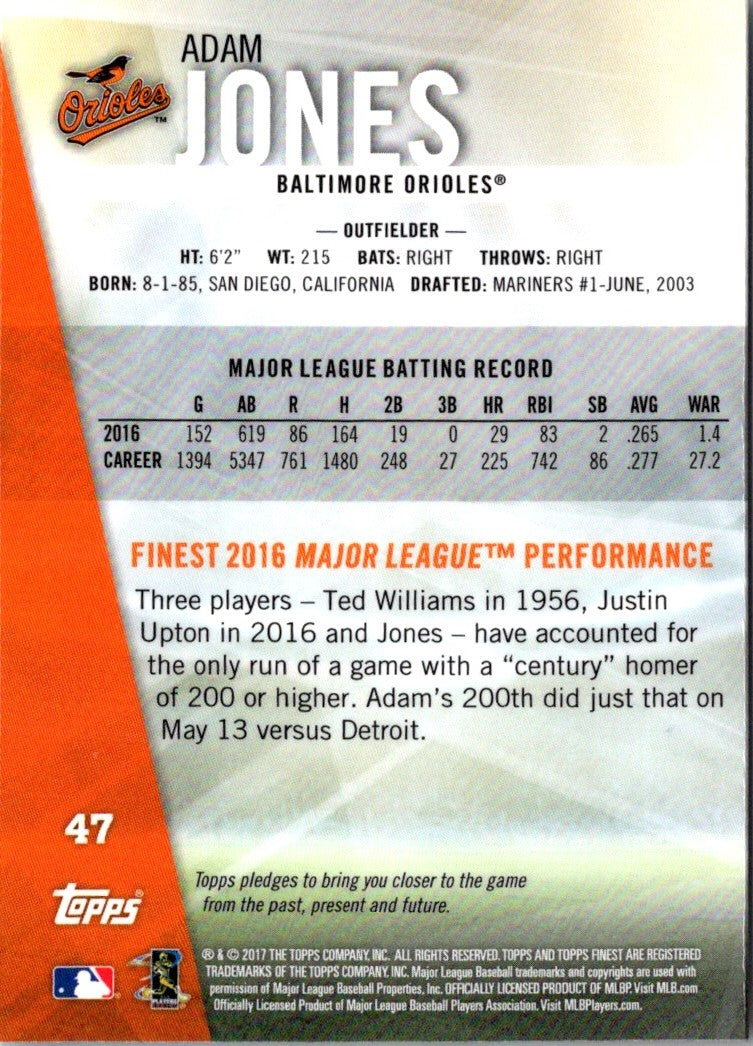 ADAM
JONES
Orioles™
BALTIMORE ORIOLES®
— OUTFIELDER —
HT: 6'2" WT: 215 BATS: RIGHT THROWS: RIGHT
BORN: 8-1-85, SAN DIEGO, CALIFORNIA DRAFTED: MARINERS #1-JUNE, 2003
MAJOR LEAGUE BATTING RECORD
G AB R H 2B 3B HR RBI SB AVG WAR
2016 152 619 86 164 19 0 29 83 2 .265 1.4
CAREER 1394 5347 761 1480 248 27 225 742 86 .277 27.2
FINEST 2016 MAJOR LEAGUE™ PERFORMANCE
Three players – Ted Williams in 1956, Justin
Upton in 2016 and Jones – have accounted for
the only run of a game with a “century” homer
of 200 or higher. Adam’s 200th did just that on
May 13 versus Detroit.
47
Topps®
Topps pledges to bring you closer to the game
from the past, present and future.
® & © 2017 THE TOPPS COMPANY, INC. ALL RIGHTS RESERVED. TOPPS AND TOPPS FINEST ARE REGISTERED
TRADEMARKS OF THE TOPPS COMPANY, INC. Major League Baseball trademarks and copyrights are used with
permission of Major League Baseball Properties, Inc. OFFICIALLY LICENSED PRODUCT OF MLBP. Visit MLB.com
Officially Licensed Product of Major League Baseball Players Association. Visit MLBPlayers.com.